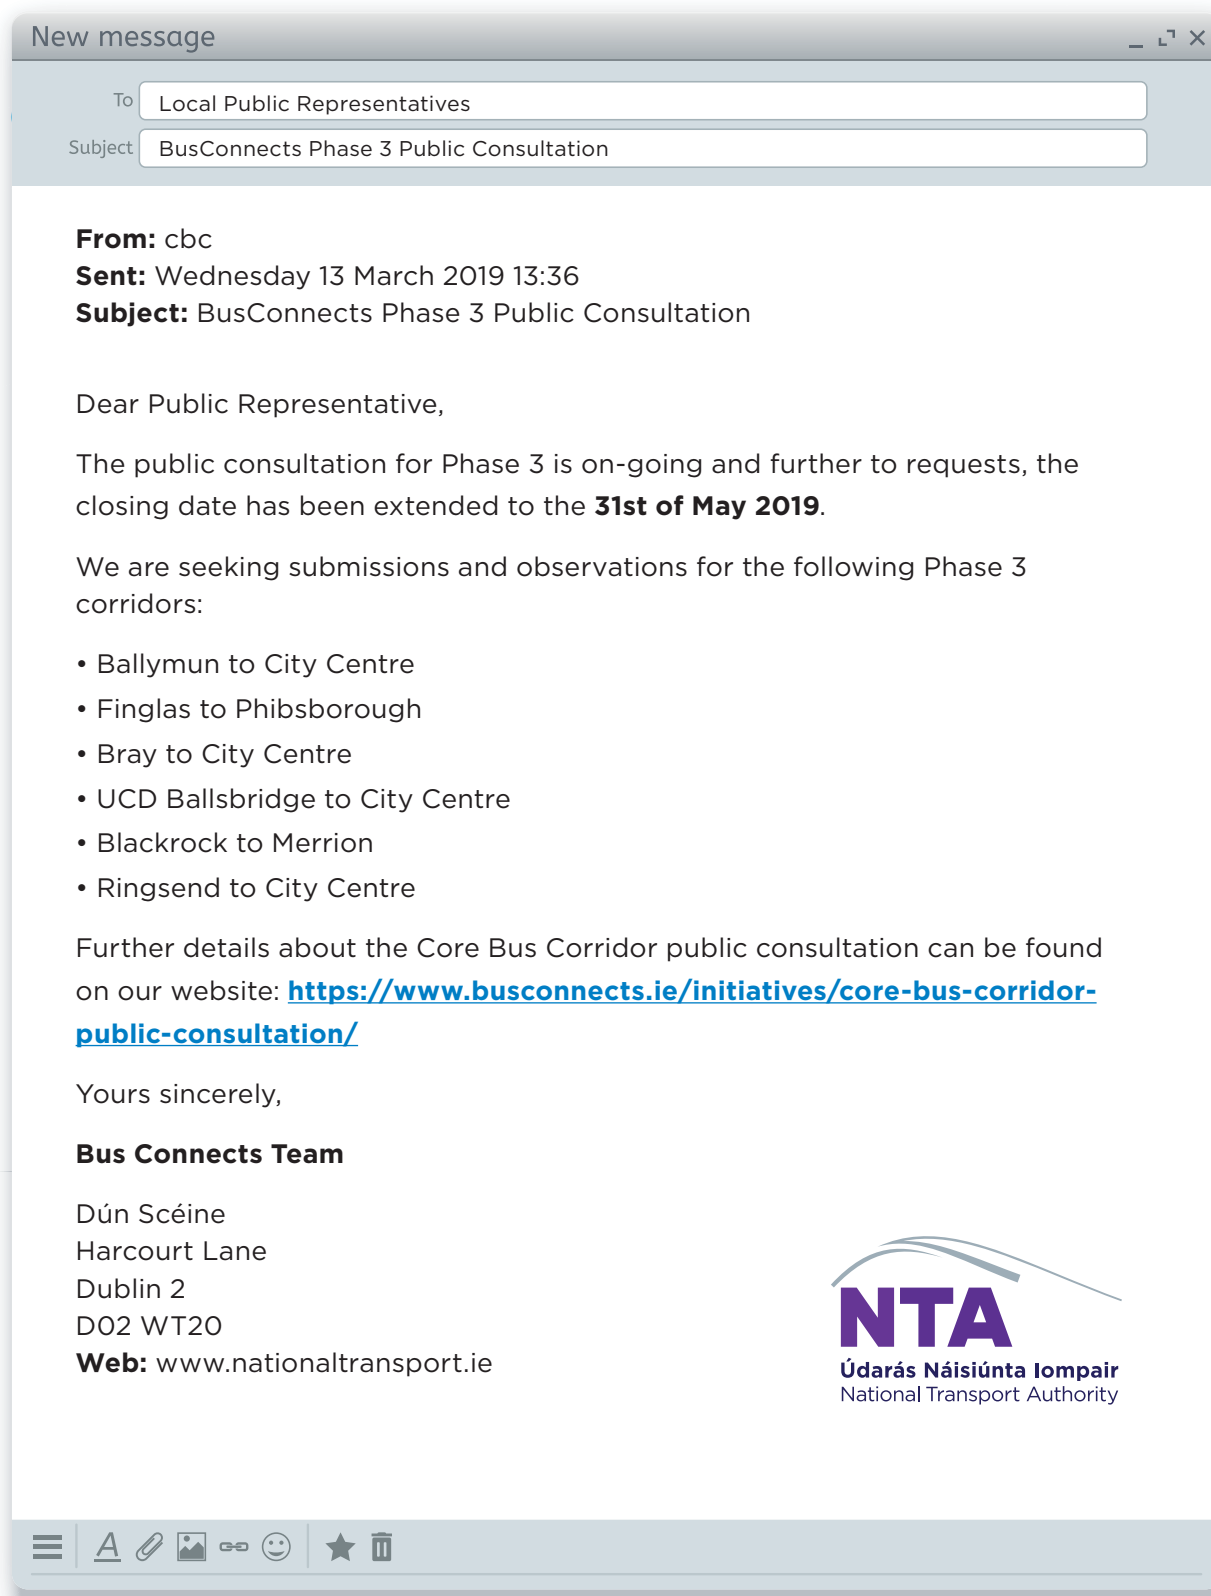 New message
To
Local Public Representatives
Subject
BusConnects Phase 3 Public Consultation
From: cbc
Sent: Wednesday 13 March 2019 13:36
Subject: BusConnects Phase 3 Public Consultation
Dear Public Representative,
The public consultation for Phase 3 is on-going and further to requests, the
closing date has been extended to the 31st of May 2019.
We are seeking submissions and observations for the following Phase 3
corridors:
• Ballymun to City Centre
• Finglas to Phibsborough
• Bray to City Centre
• UCD Ballsbridge to City Centre
• Blackrock to Merrion
• Ringsend to City Centre
Further details about the Core Bus Corridor public consultation can be found
on our website: https://www.busconnects.ie/initiatives/core-bus-corridor-
public-consultation/
Yours sincerely,
Bus Connects Team
Dún Scéine
Harcourt Lane
Dublin 2
D02 WT20
Web: www.nationaltransport.ie
NTA
Údarás Náisiúnta Iompair
National Transport Authority
A